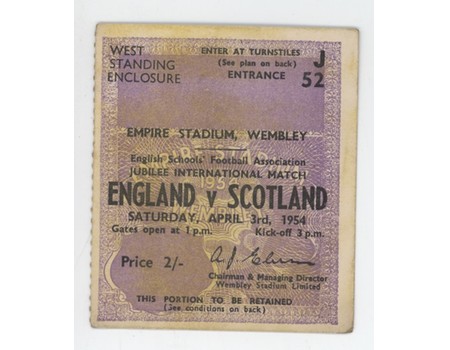 WEST STANDING ENCLOSURE
ENTER AT TURNSTILES
(See plan on back)
ENTRANCE
J
52
EMPIRE STADIUM, WEMBLEY
English Schools' Football Association
JUBILEE INTERNATIONAL MATCH
ENGLAND v SCOTLAND
SATURDAY, APRIL 3rd, 1954
Gates open at 1 p.m. Kick-off 3 p.m.
Price 2/-
Chairman & Managing Director
Wembley Stadium Limited
THIS PORTION TO BE RETAINED
(See conditions on back)